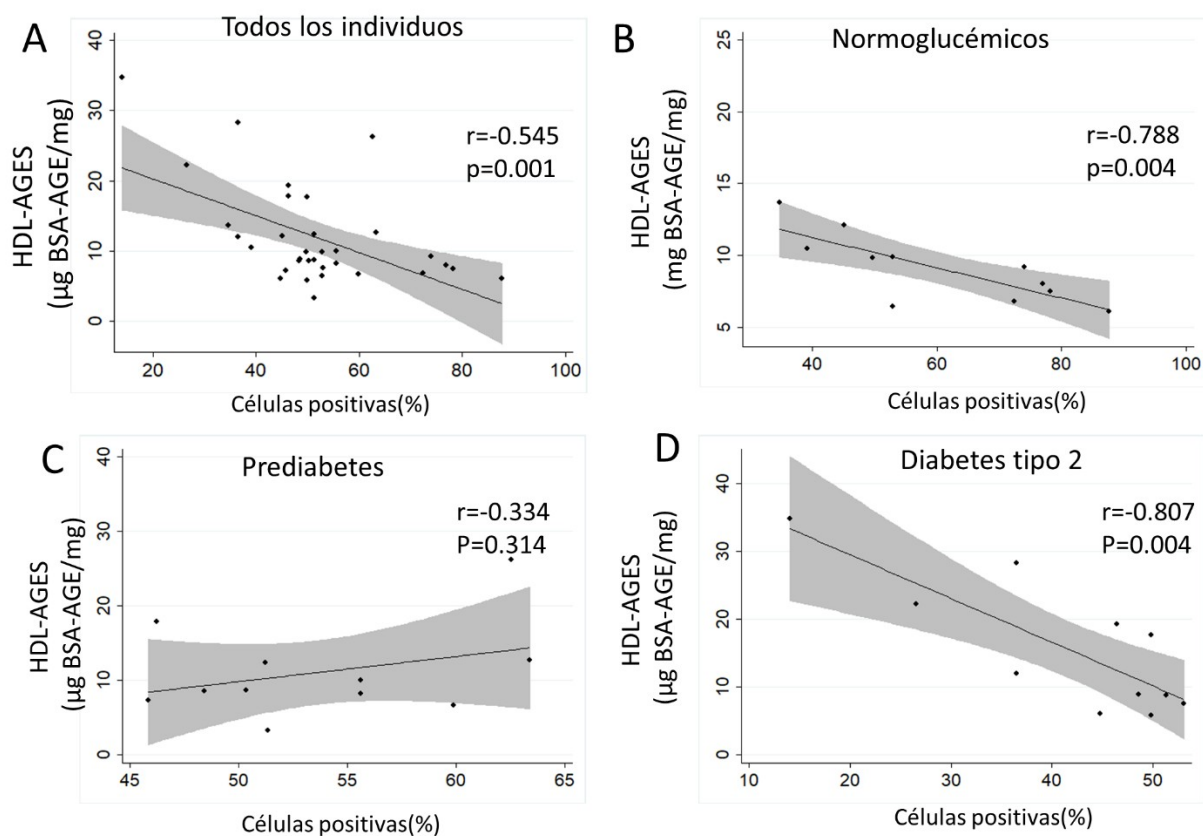 A
Todos los individuos
HDL-AGES
(µg BSA-AGE/mg)
40
30
20
10
0
r=-0.545
p=0.001
20
40
60
80
100
Células positivas(%)
B
Normoglucémicos
HDL-AGES
(mg BSA-AGE/mg)
25
20
15
10
5
r=-0.788
p=0.004
40
60
80
100
Células positivas(%)
C
Prediabetes
HDL-AGES
(µg BSA-AGE/mg)
40
30
20
10
0
r=-0.334
P=0.314
45
50
55
60
65
Células positivas(%)
D
Diabetes tipo 2
HDL-AGES
(µg BSA-AGE/mg)
40
30
20
10
0
r=-0.807
P=0.004
10
20
30
40
50
Células positivas(%)